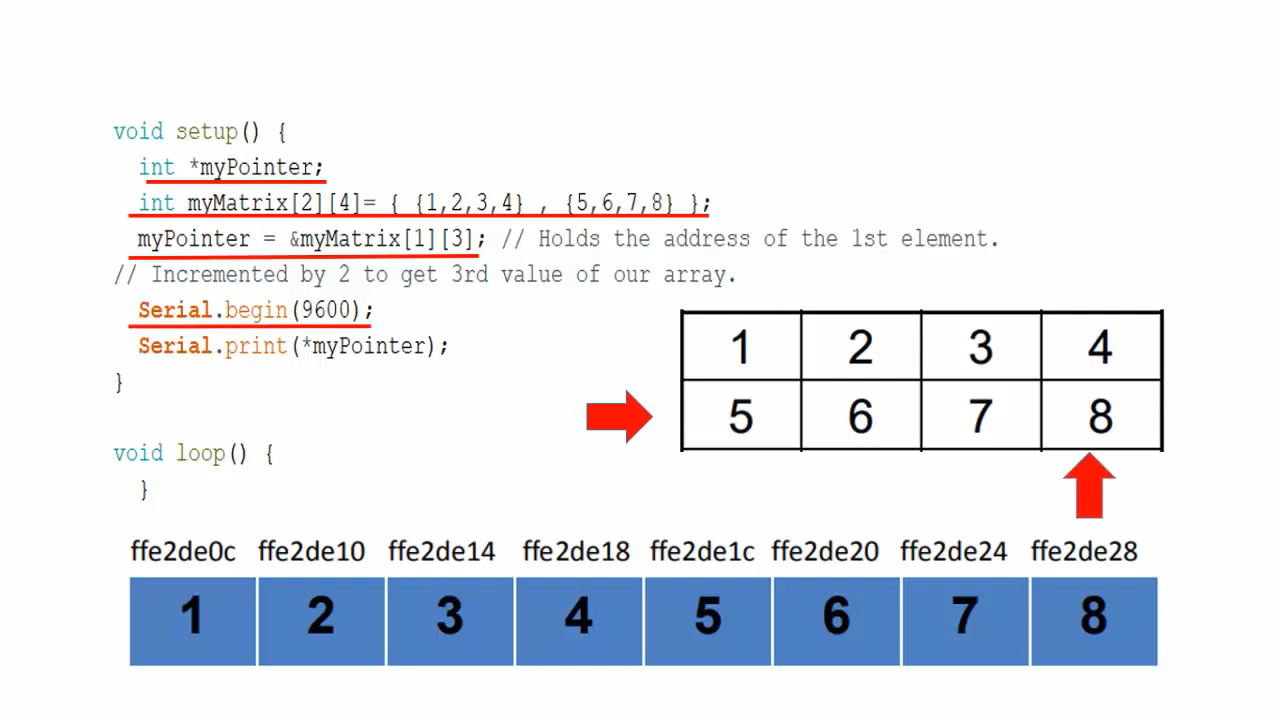 void setup() {
int *myPointer;
int myMatrix[2][4]= { {1,2,3,4} , {5,6,7,8} };
myPointer = &myMatrix[1][3]; // Holds the address of the 1st element.
// Incremented by 2 to get 3rd value of our array.
Serial.begin(9600);
Serial.print(*myPointer);
}
void loop() {
}
1 2 3 4
5 6 7 8
ffe2de0c ffe2de10 ffe2de14 ffe2de18 ffe2de1c ffe2de20 ffe2de24 ffe2de28
1 2 3 4 5 6 7 8